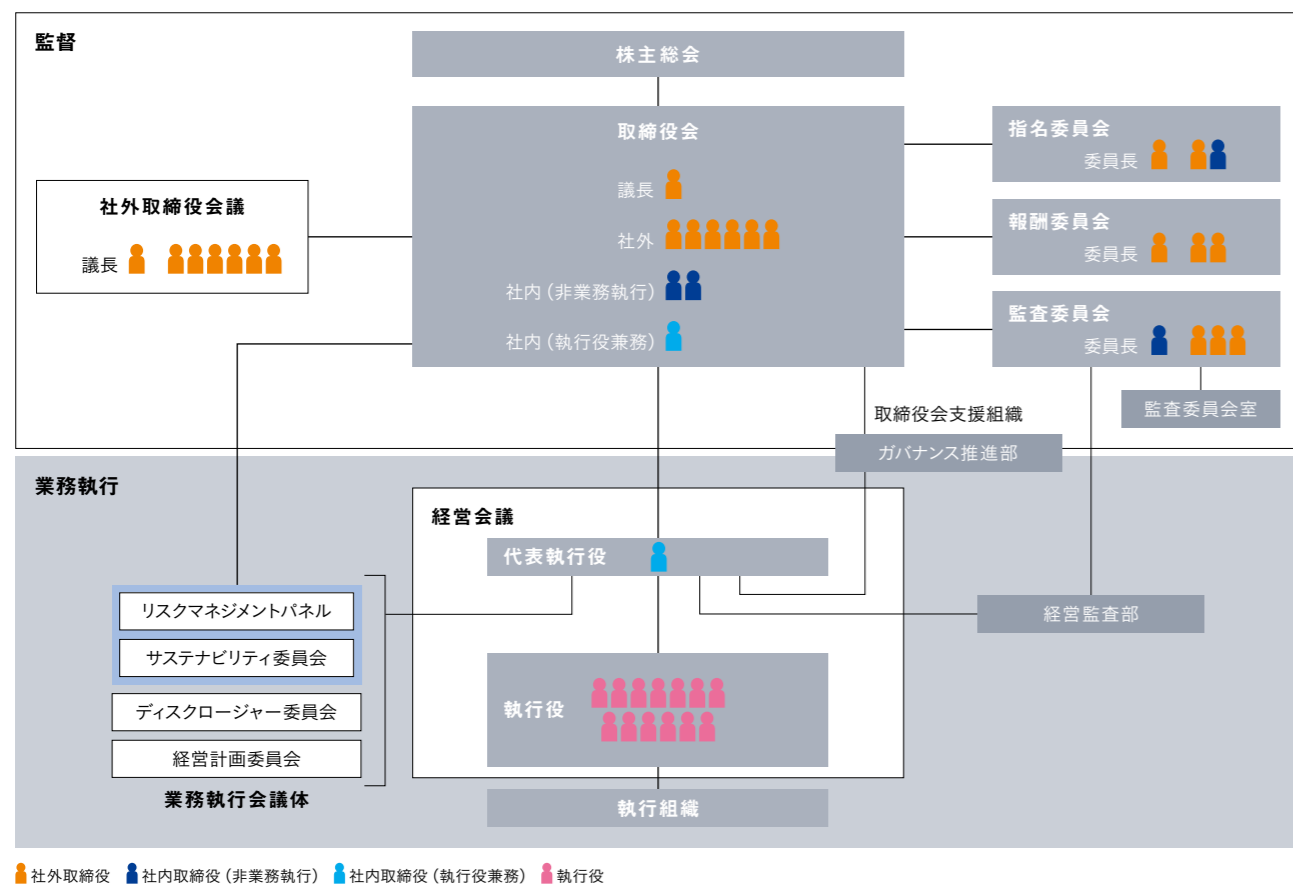 監督
株主総会
取締役会
議長
社外
社内（非業務執行）
社内（執行役兼務）
社外取締役会議
議長
指名委員会
委員長
報酬委員会
委員長
監査委員会
委員長
監査委員会室
取締役会支援組織
ガバナンス推進部
業務執行
経営会議
代表執行役
執行役
執行組織
経営監査部
リスクマネジメントパネル
サステナビリティ委員会
ディスクロージャー委員会
経営計画委員会
業務執行会議体
社外取締役 社内取締役（非業務執行） 社内取締役（執行役兼務） 執行役